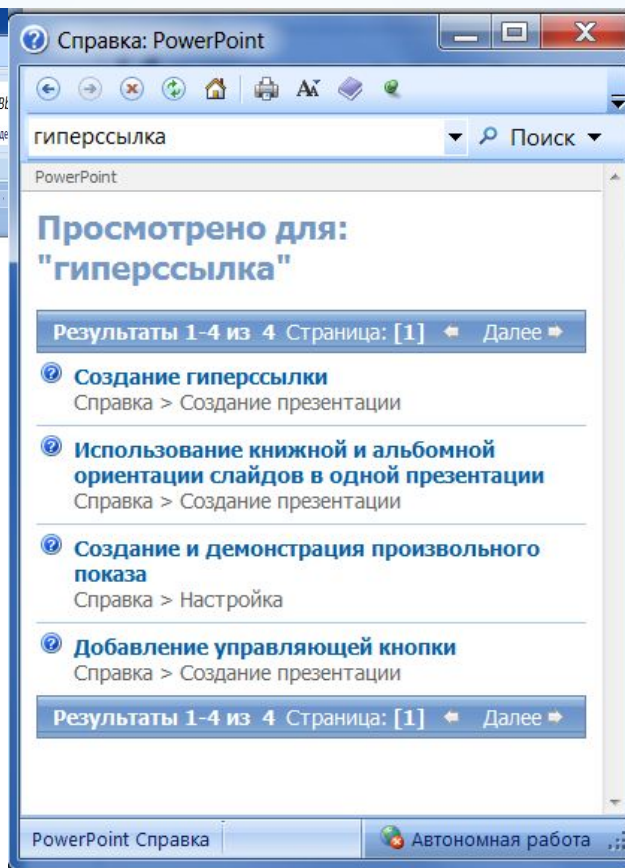 Справка: PowerPoint
гиперссылка
Поиск
PowerPoint
Просмотрено для:
"гиперссылка"
Результаты 1-4 из 4 Страница: [1] Далее
Создание гиперссылки
Справка > Создание презентации
Использование книжной и альбомной
ориентации слайдов в одной презентации
Справка > Создание презентации
Создание и демонстрация произвольного
показа
Справка > Настройка
Добавление управляющей кнопки
Справка > Создание презентации
Результаты 1-4 из 4 Страница: [1] Далее
PowerPoint Справка
Автономная работа